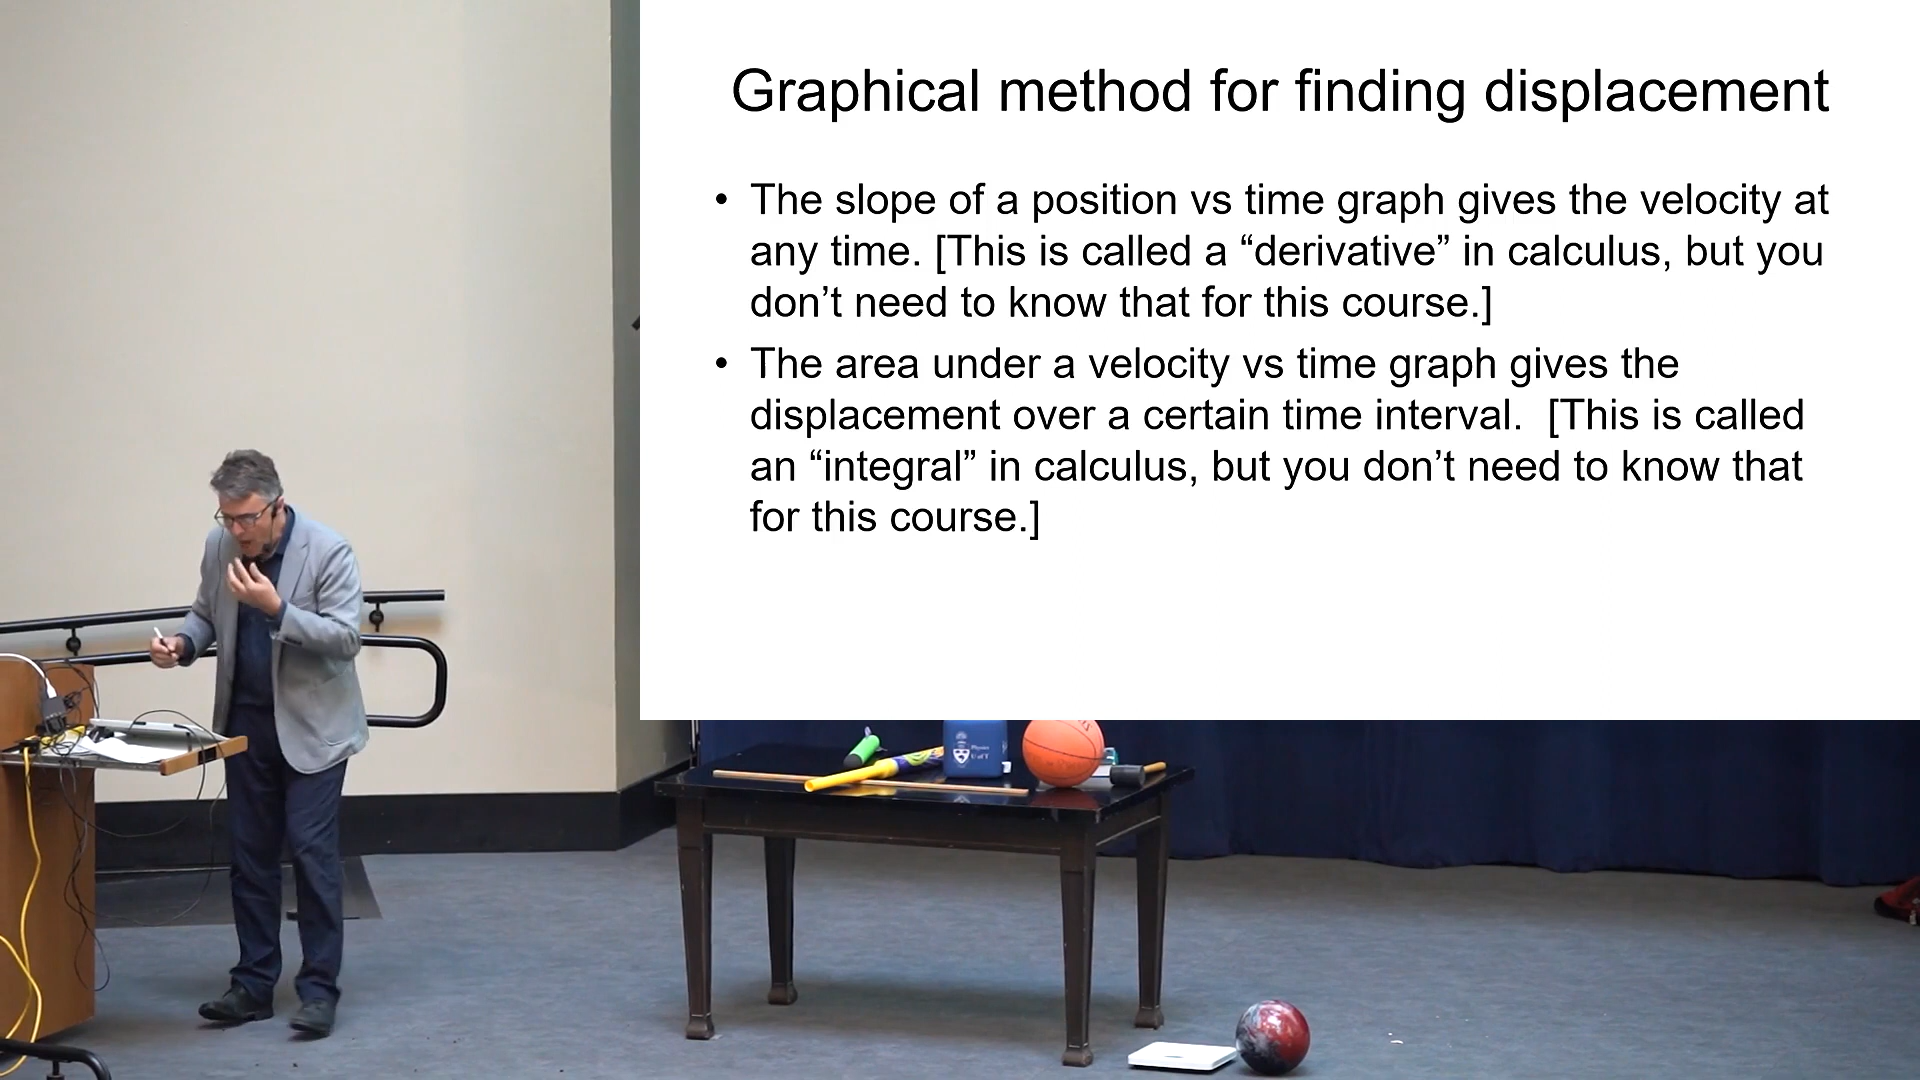 Graphical method for finding displacement
• The slope of a position vs time graph gives the velocity at
any time. [This is called a “derivative” in calculus, but you
don’t need to know that for this course.]
• The area under a velocity vs time graph gives the
displacement over a certain time interval.  [This is called
an “integral” in calculus, but you don’t need to know that
for this course.]
Physics
U of T